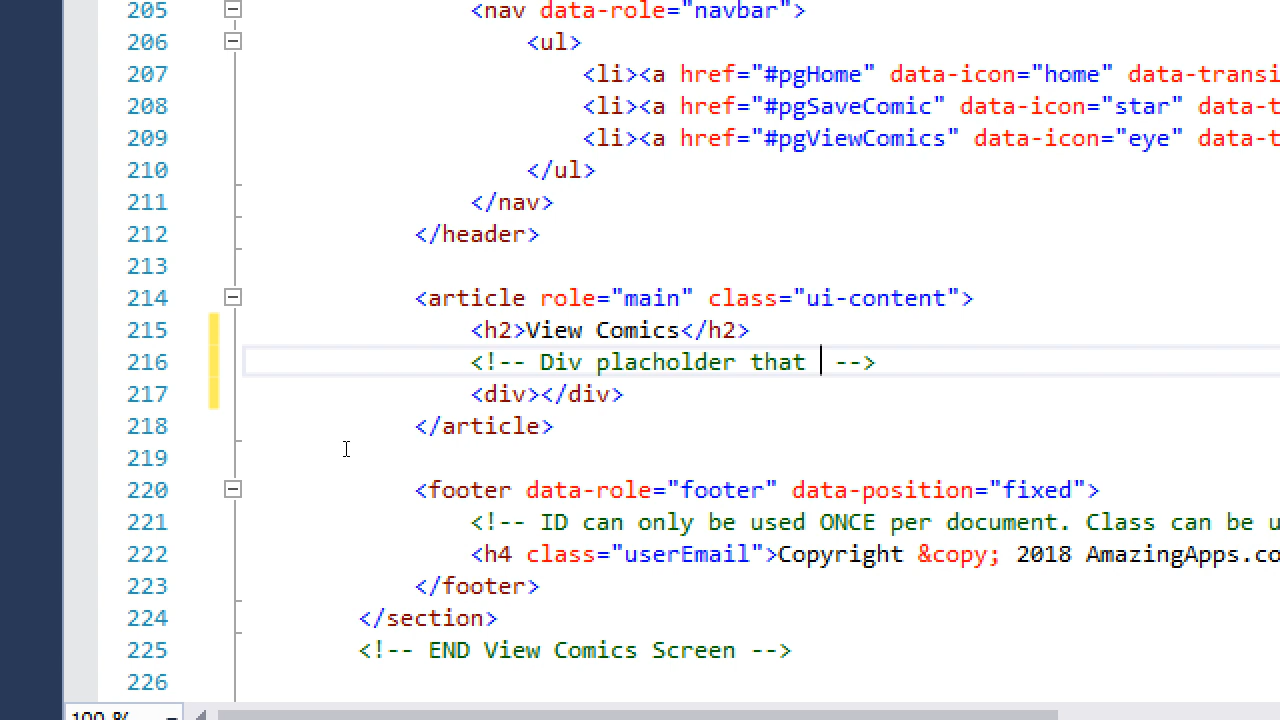 205 <nav data-role="navbar">
206 <ul>
207 <li><a href="#pgHome" data-icon="home" data-transi
208 <li><a href="#pgSaveComic" data-icon="star" data-t
209 <li><a href="#pgViewComics" data-icon="eye" data-t
210 </ul>
211 </nav>
212 </header>
213
214 <article role="main" class="ui-content">
215 <h2>View Comics</h2>
216 <!-- Div placholder that  -->
217 <div></div>
218 </article>
219
220 <footer data-role="footer" data-position="fixed">
221 <!-- ID can only be used ONCE per document. Class can be u
222 <h4 class="userEmail">Copyright &copy; 2018 AmazingApps.co
223 </footer>
224 </section>
225 <!-- END View Comics Screen -->
226
100 %